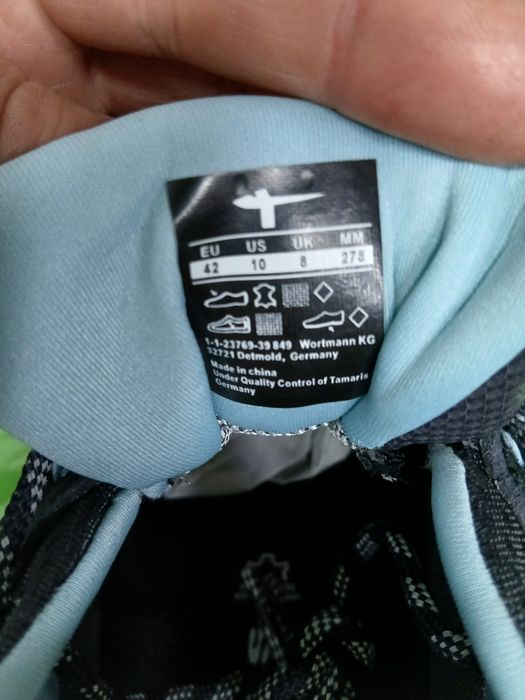 EU US UK MM
42 10 8 278
1-1-23769-39 849 Wortmann KG
32721 Detmold, Germany
Made in china
Under Quality Control of Tamaris
Germany